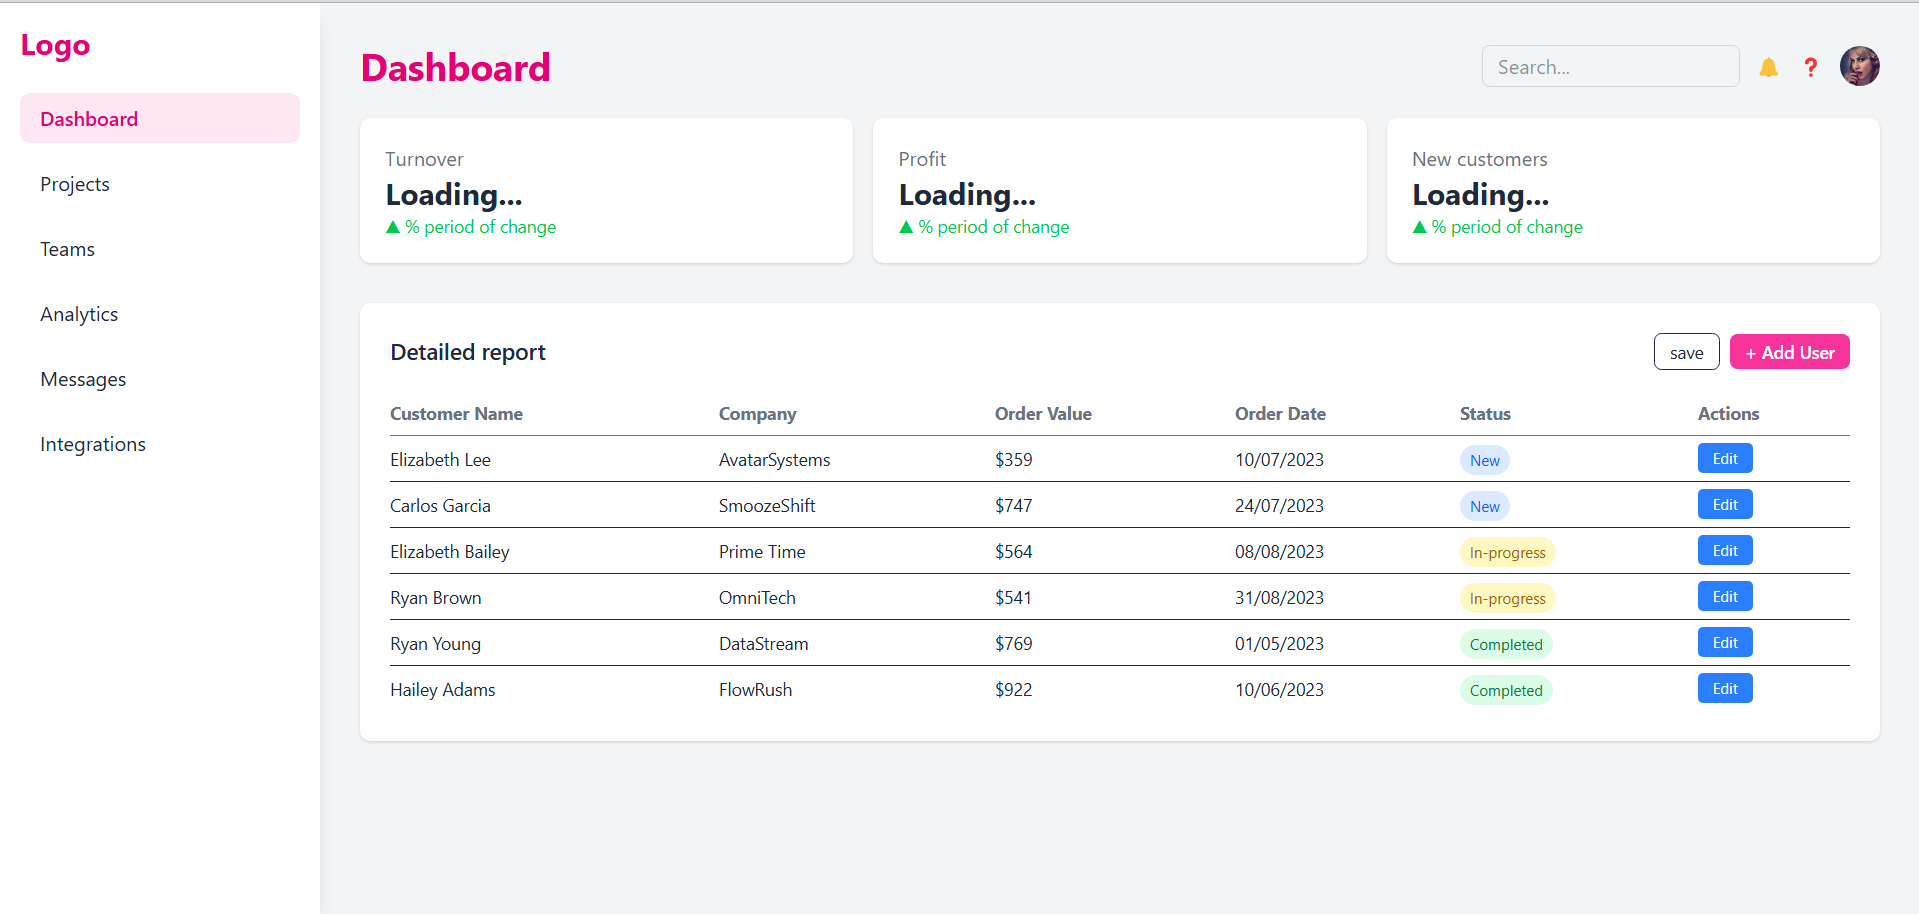 Logo
Dashboard
Projects
Teams
Analytics
Messages
Integrations
Dashboard
Search...
Turnover
Loading...
▲ % period of change
Profit
Loading...
▲ % period of change
New customers
Loading...
▲ % period of change
Detailed report
save
+ Add User
Customer Name Company Order Value Order Date Status Actions
Elizabeth Lee AvatarSystems $359 10/07/2023 New Edit
Carlos Garcia SmoozeShift $747 24/07/2023 New Edit
Elizabeth Bailey Prime Time $564 08/08/2023 In-progress Edit
Ryan Brown OmniTech $541 31/08/2023 In-progress Edit
Ryan Young DataStream $769 01/05/2023 Completed Edit
Hailey Adams FlowRush $922 10/06/2023 Completed Edit